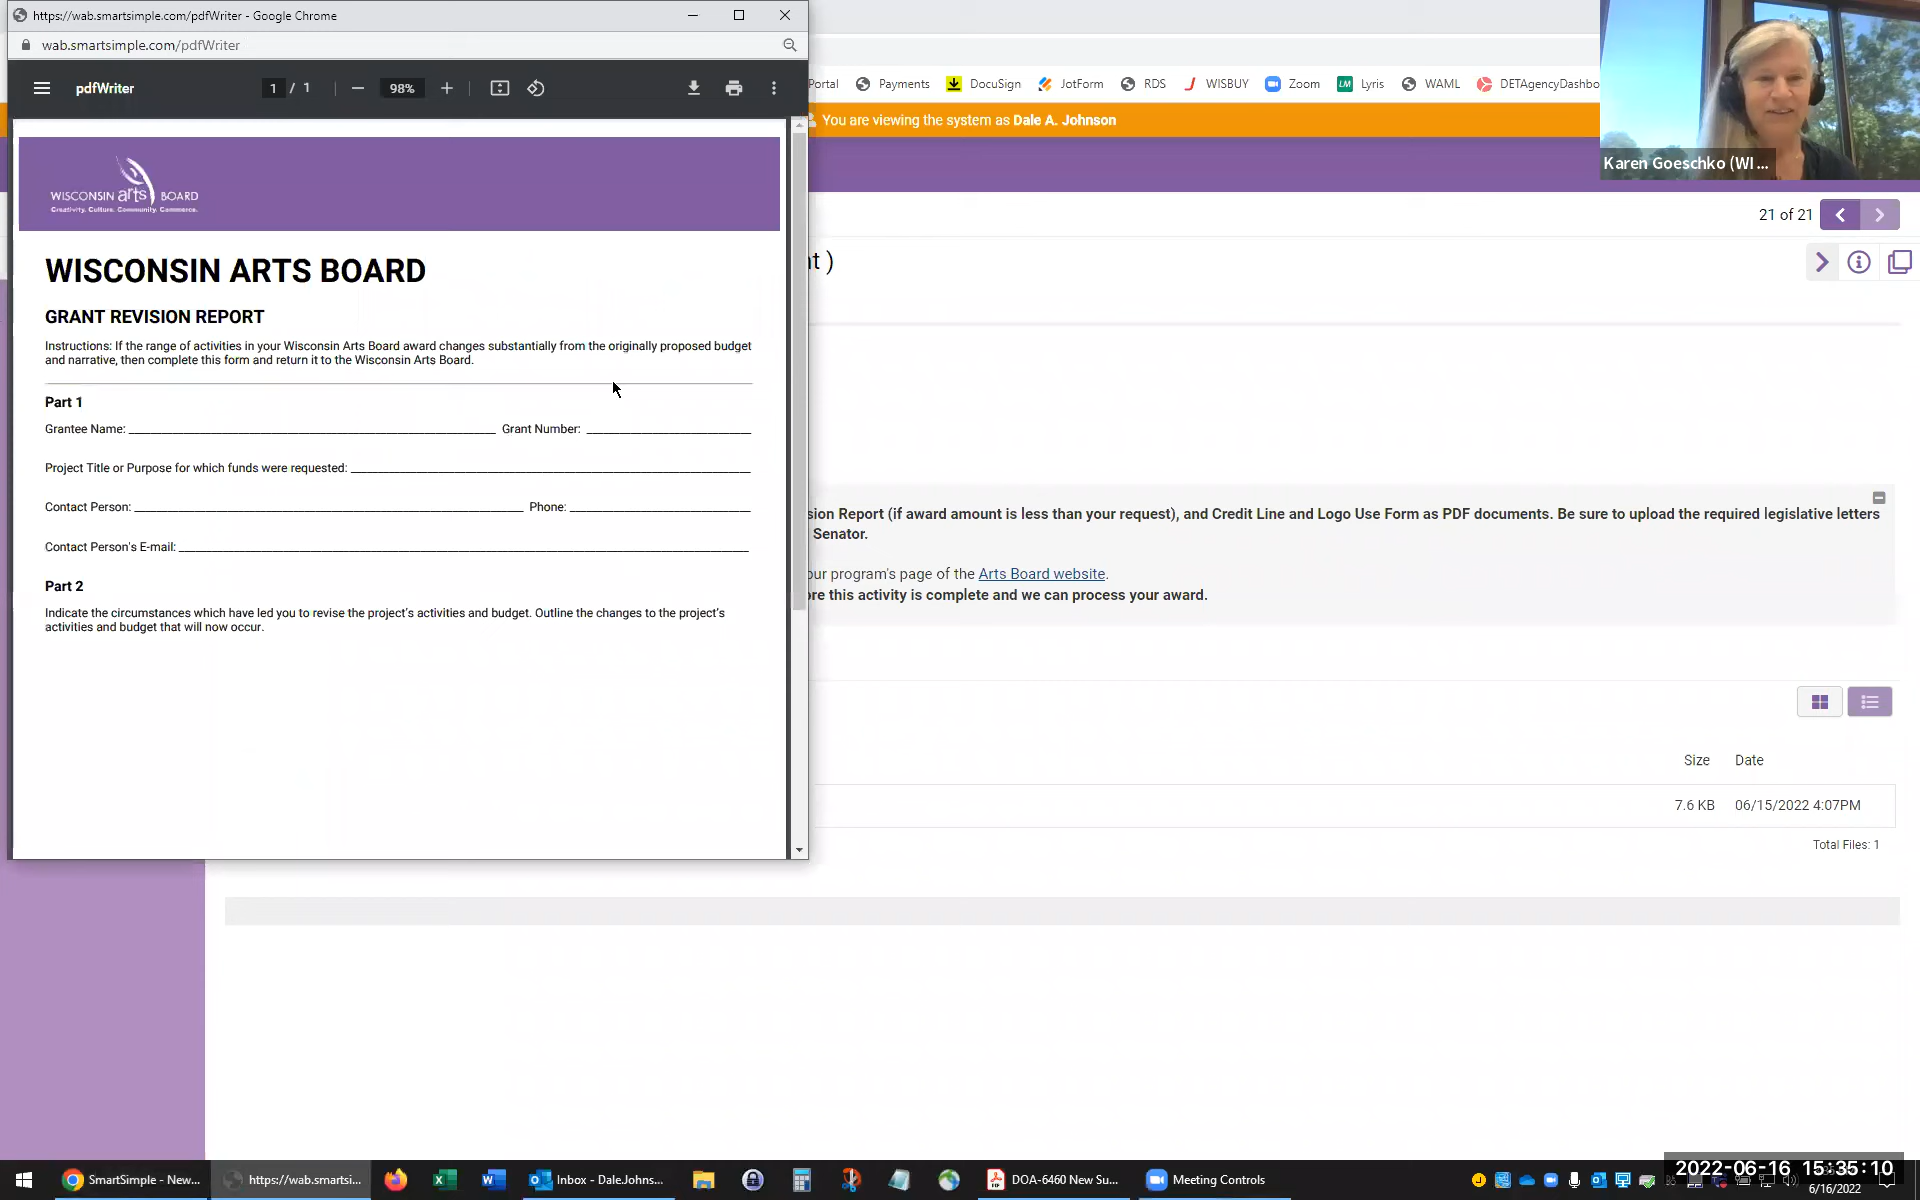 https://wab.smartsimple.com/pdfWriter - Google Chrome
wab.smartsimple.com/pdfWriter
pdfWriter
1 / 1
98%
WISCONSIN arts BOARD
Creativity. Culture. Community. Commerce.
WISCONSIN ARTS BOARD
GRANT REVISION REPORT
Instructions: If the range of activities in your Wisconsin Arts Board award changes substantially from the originally proposed budget
and narrative, then complete this form and return it to the Wisconsin Arts Board.
Part 1
Grantee Name: Grant Number:
Project Title or Purpose for which funds were requested:
Contact Person: Phone:
Contact Person's E-mail:
Part 2
Indicate the circumstances which have led you to revise the project's activities and budget. Outline the changes to the project's
activities and budget that will now occur.
Portal Payments DocuSign JotForm RDS WISBUY Zoom LM Lyris WAML DETAgencyDashbo
You are viewing the system as Dale A. Johnson
Karen Goeschko (WI ...
21 of 21
nt )
sion Report (if award amount is less than your request), and Credit Line and Logo Use Form as PDF documents. Be sure to upload the required legislative letters
Senator.
our program's page of the Arts Board website.
ore this activity is complete and we can process your award.
Size Date
7.6 KB 06/15/2022 4:07PM
Total Files: 1
SmartSimple - New... https://wab.smartsi... Inbox - Dale.Johns... DOA-6460 New Su... Meeting Controls
2022-06-16 15:35:10
6/16/2022